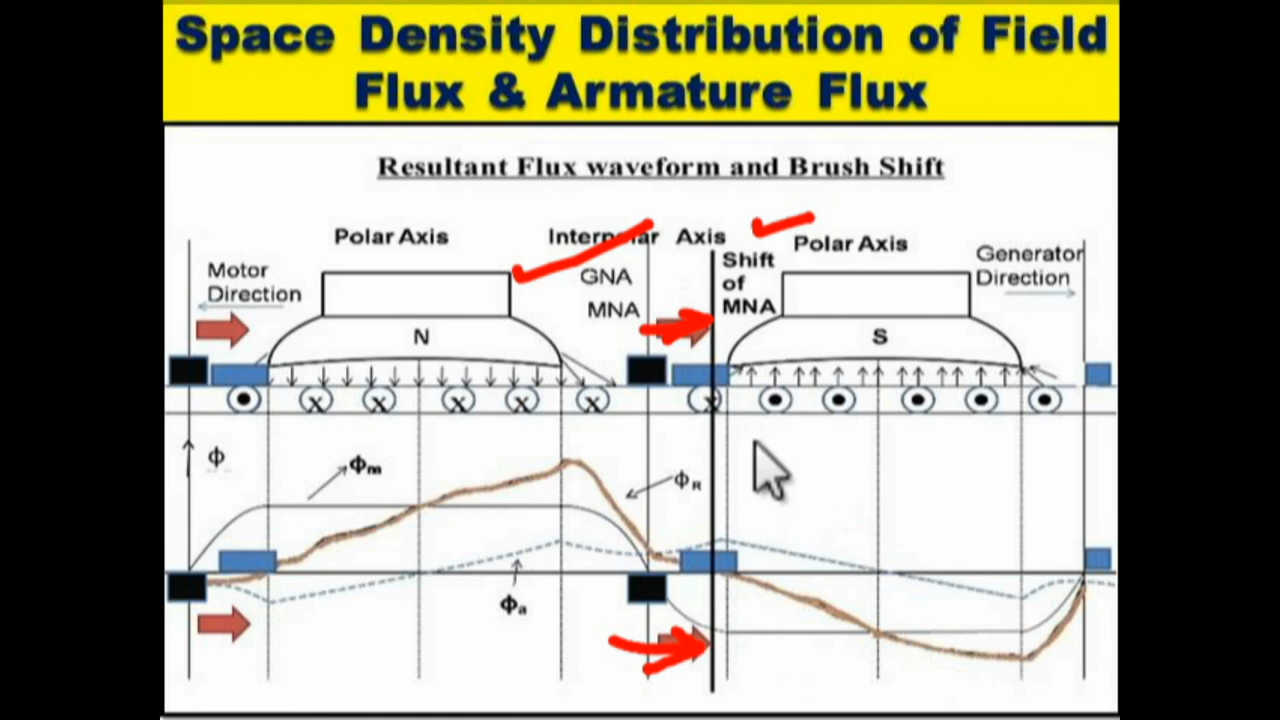 Space Density Distribution of Field
Flux & Armature Flux
Resultant Flux waveform and Brush Shift
Polar Axis
Interpolar Axis
Polar Axis
Motor
Direction
GNA
MNA
Shift
of
MNA
Generator
Direction
N
S
X X X X X X
Φ
Φm
ΦR
Φa